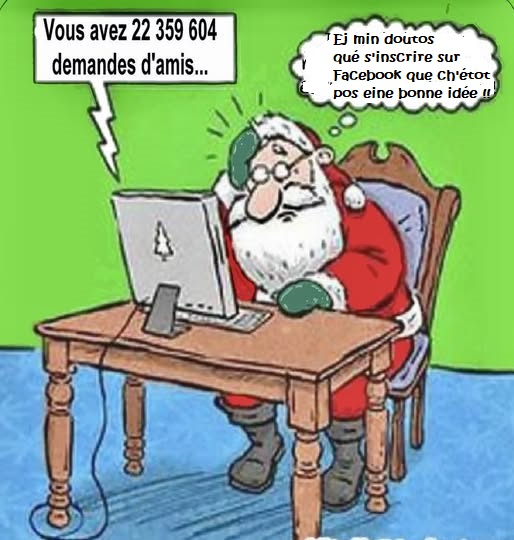 Vous avez 22 359 604
demandes d'amis...
Ej min doutos
qué s'inscrire sur
Facebook que Ch'étot
pos eine bonne idée !!